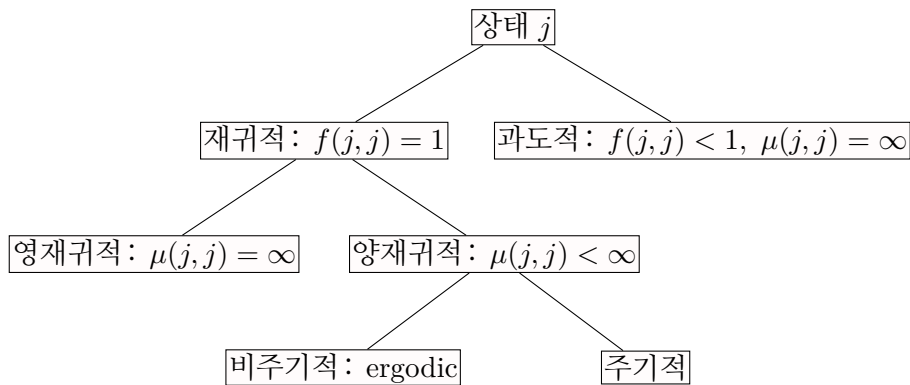 상태 j
재귀적: f(j, j) = 1
과도적: f(j, j) < 1, μ(j, j) = ∞
영재귀적: μ(j, j) = ∞
양재귀적: μ(j, j) < ∞
비주기적: ergodic
주기적